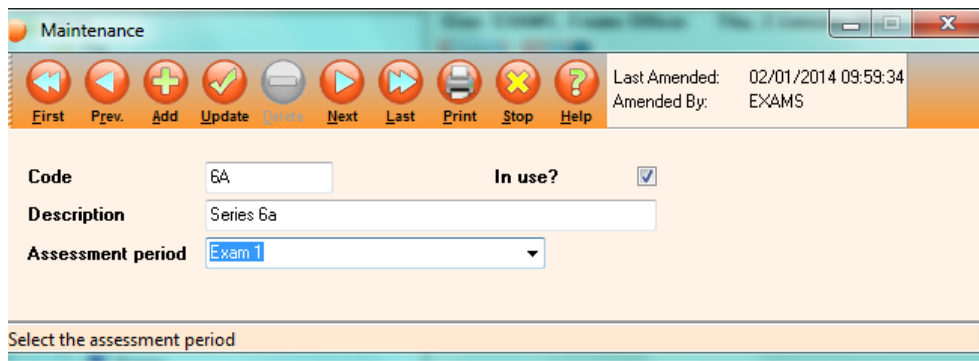 Maintenance
First Prev. Add Update Delete Next Last Print Stop Help
Last Amended: 02/01/2014 09:59:34
Amended By: EXAMS
Code 6A In use?
Description Series 6a
Assessment period Exam 1
Select the assessment period